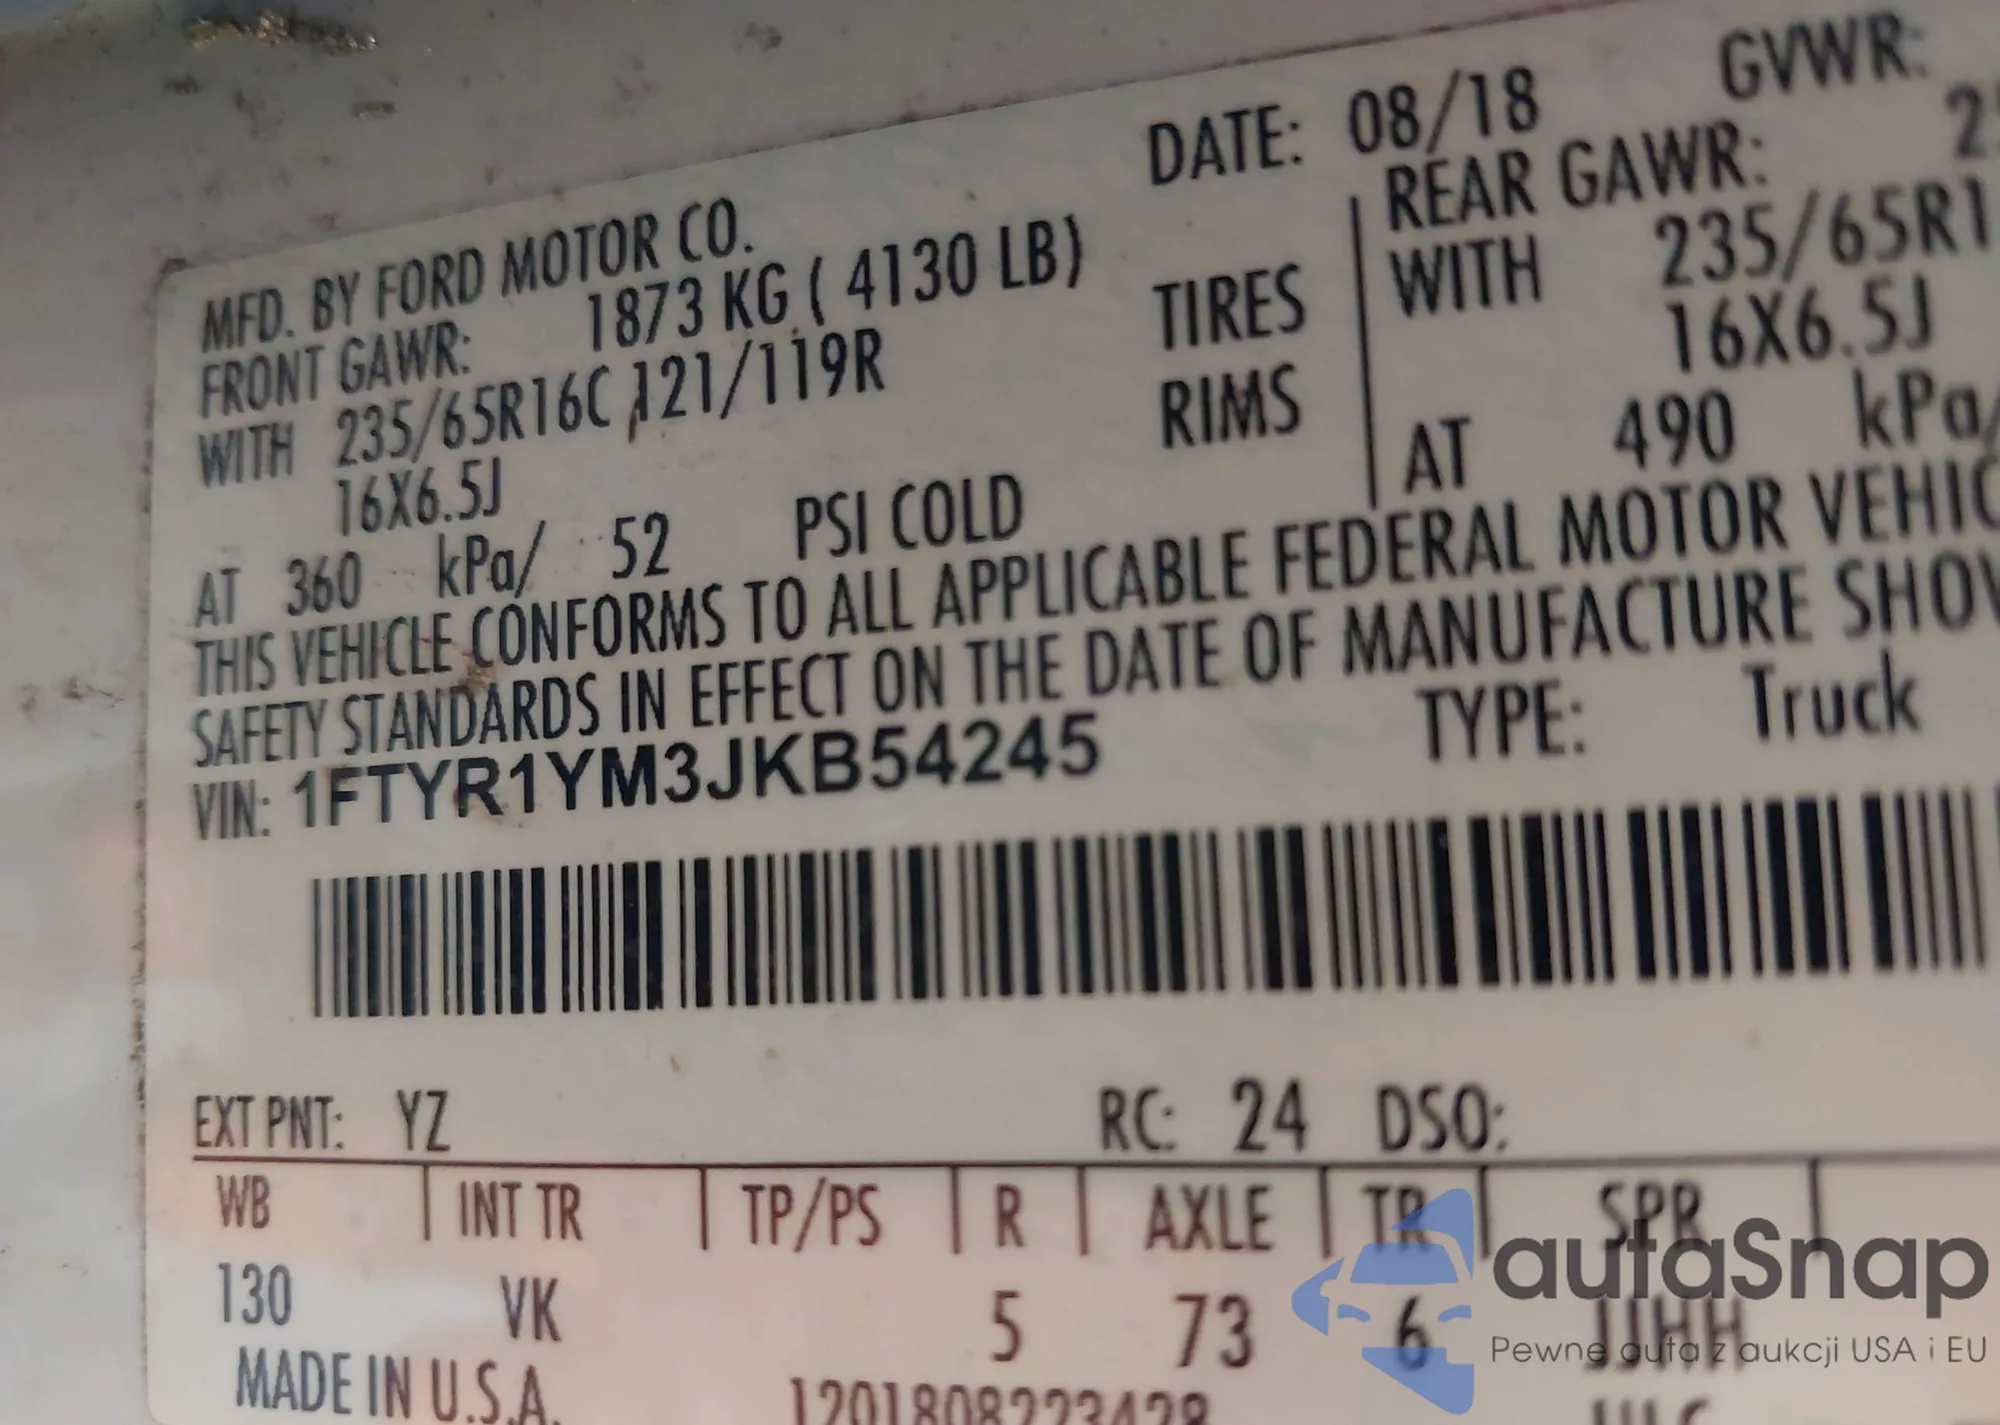 DATE: 08/18 GVWR:
MFD. BY FORD MOTOR CO.
FRONT GAWR: 1873 KG ( 4130 LB) REAR GAWR:
WITH 235/65R16C 121/119R TIRES WITH 235/65R1
16X6.5J RIMS 16X6.5J
AT 360 kPa/ 52 PSI COLD AT 490 kPa/
THIS VEHICLE CONFORMS TO ALL APPLICABLE FEDERAL MOTOR VEHIC
SAFETY STANDARDS IN EFFECT ON THE DATE OF MANUFACTURE SHOW
VIN: 1FTYR1YM3JKB54245 TYPE: Truck
EXT PNT: YZ RC: 24 DSO:
WB INT TR TP/PS R AXLE TR SPR
130 VK 5 73 6 JJHH
MADE IN U.S.A. 1201808223428
autaSnap
Pewne auta z aukcji USA i EU